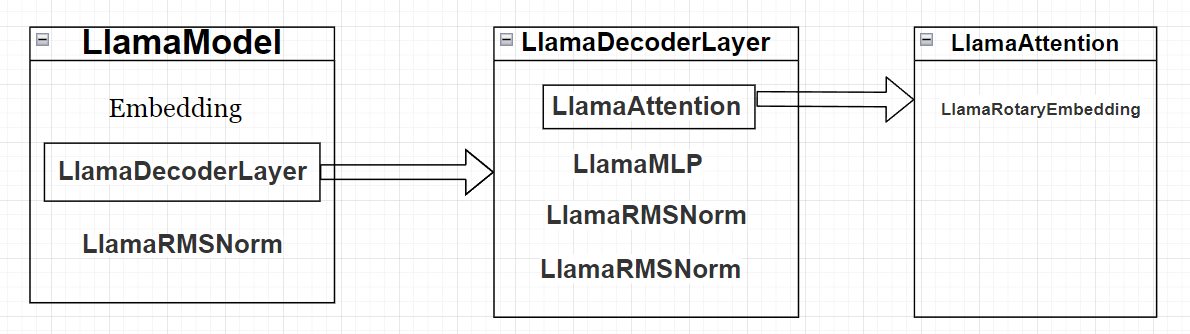 LlamaModel
Embedding
LlamaDecoderLayer
LlamaRMSNorm
LlamaDecoderLayer
LlamaAttention
LlamaMLP
LlamaRMSNorm
LlamaRMSNorm
LlamaAttention
LlamaRotaryEmbedding